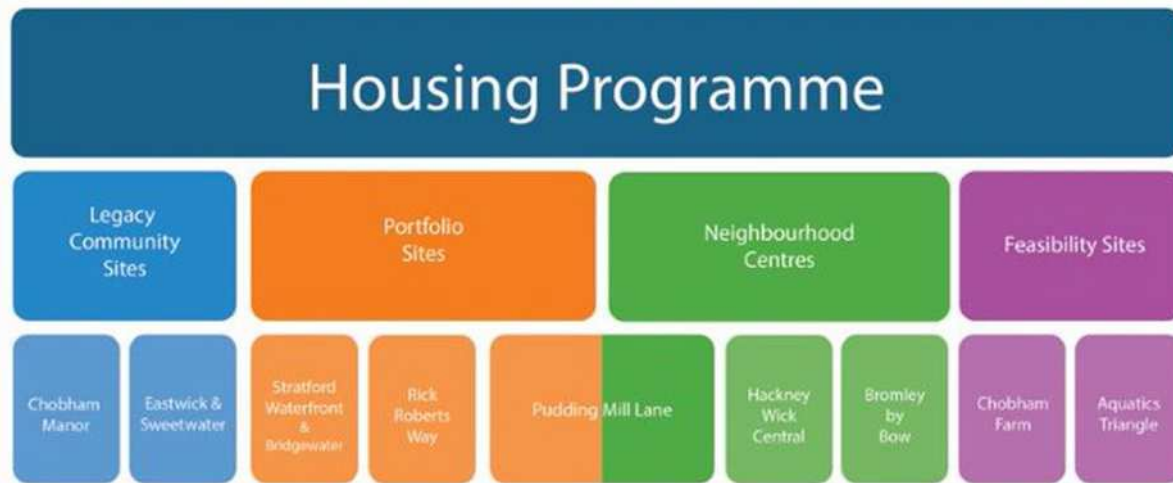 Housing Programme
Legacy
Community
Sites
Portfolio
Sites
Neighbourhood
Centres
Feasibility Sites
Chobham
Manor
Eastwick &
Sweetwater
Stratford
Waterfront
&
Bridgewater
Rick
Roberts
Way
Pudding Mill Lane
Hackney
Wick
Central
Bromley
by
Bow
Chobham
Farm
Aquatics
Triangle